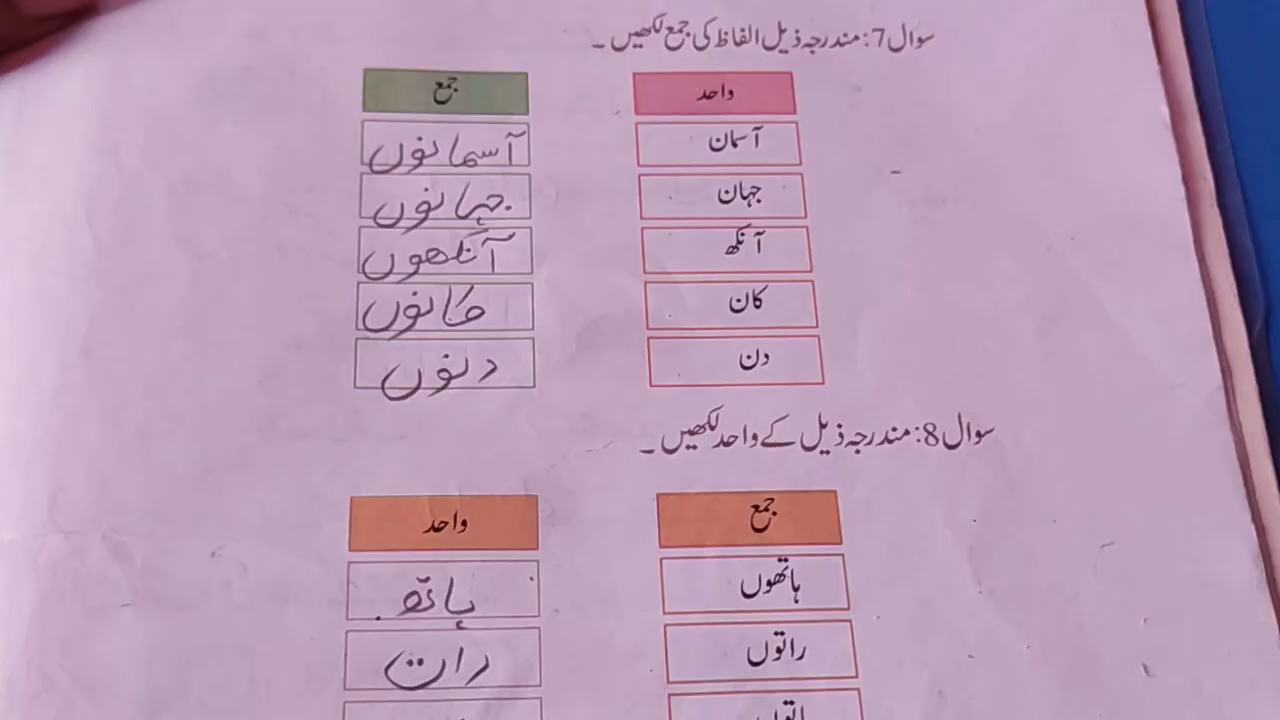 سوال 7: مندرجہ ذیل الفاظ کی جمع لکھیں ۔
واحد جمع
آسمان آسمانوں
جہان جہانوں
آنکھ آنکھوں
کان کانوں
دن دنوں
سوال 8: مندرجہ ذیل کے واحد لکھیں ۔
جمع واحد
ہاتھوں ہاتھ
راتوں رات